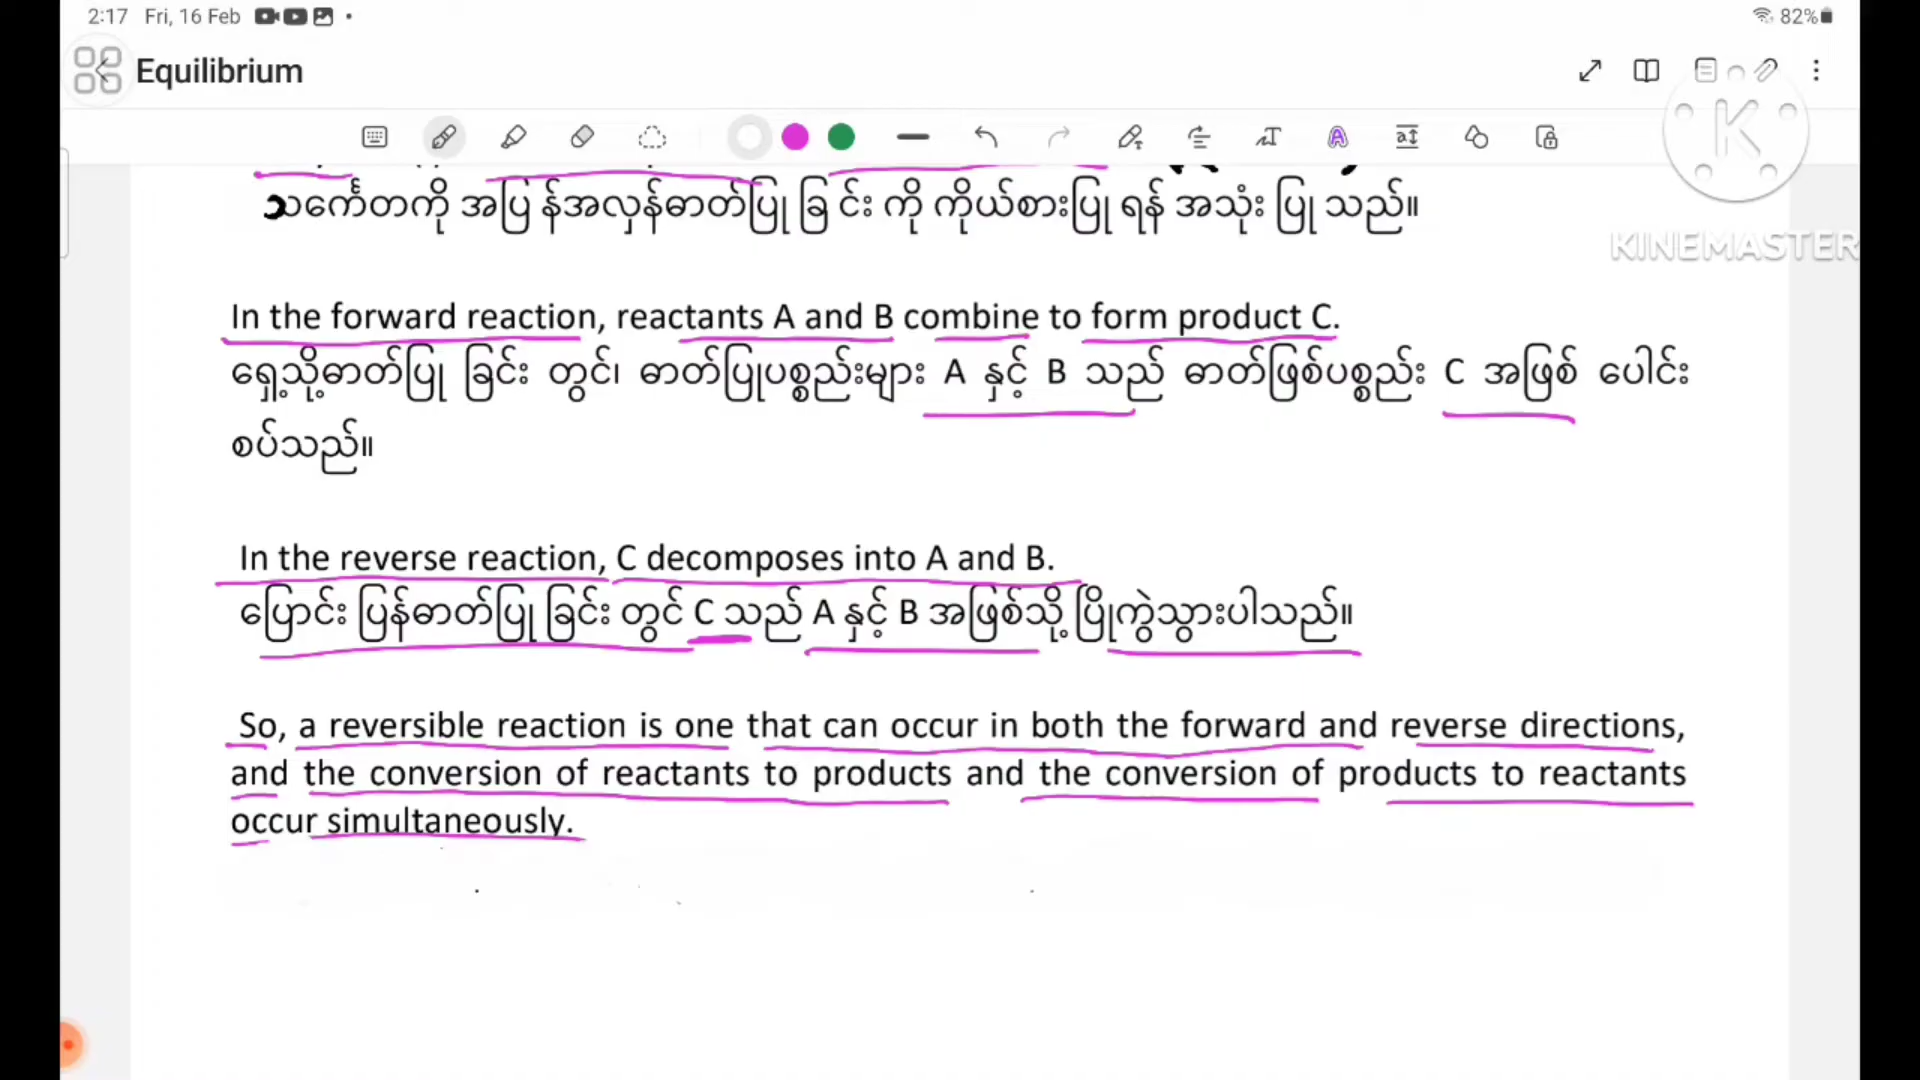 2:17 Fri, 16 Feb
82%
Equilibrium
KINEMASTER
သင်္ကေတကို အပြန်အလှန်ဓာတ်ပြုခြင်း ကို ကိုယ်စားပြု ရန် အသုံးပြုသည်။
In the forward reaction, reactants A and B combine to form product C.
ရှေ့သို့ဓာတ်ပြုခြင်း တွင်၊ ဓာတ်ပြုပစ္စည်းများ A နှင့် B သည် ဓာတ်ဖြစ်ပစ္စည်း C အဖြစ် ပေါင်း
စပ်သည်။
In the reverse reaction, C decomposes into A and B.
ပြောင်းပြန်ဓာတ်ပြုခြင်း တွင် C သည် A နှင့် B အဖြစ်သို့ ပြိုကွဲသွားပါသည်။
So, a reversible reaction is one that can occur in both the forward and reverse directions,
and the conversion of reactants to products and the conversion of products to reactants
occur simultaneously.